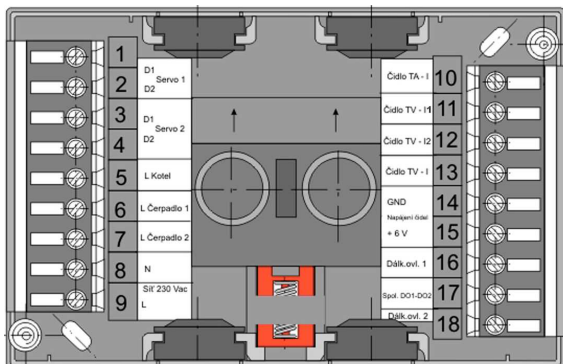 1
D1
Servo 1
2
D2
3
D1
Servo 2
D2
4
5
L Kotel
6
L Čerpadlo 1
7
L Čerpadlo 2
8
N
Síť 230 Vac
9
L
Čidlo TA - I
10
Čidlo TV - I1
11
Čidlo TV - I2
12
Čidlo TV - I
13
GND
14
Napájení čidel
+ 6 V
15
Dálk.ovl. 1
16
Spol. DO1-DO2
17
Dálk.ovl. 2
18